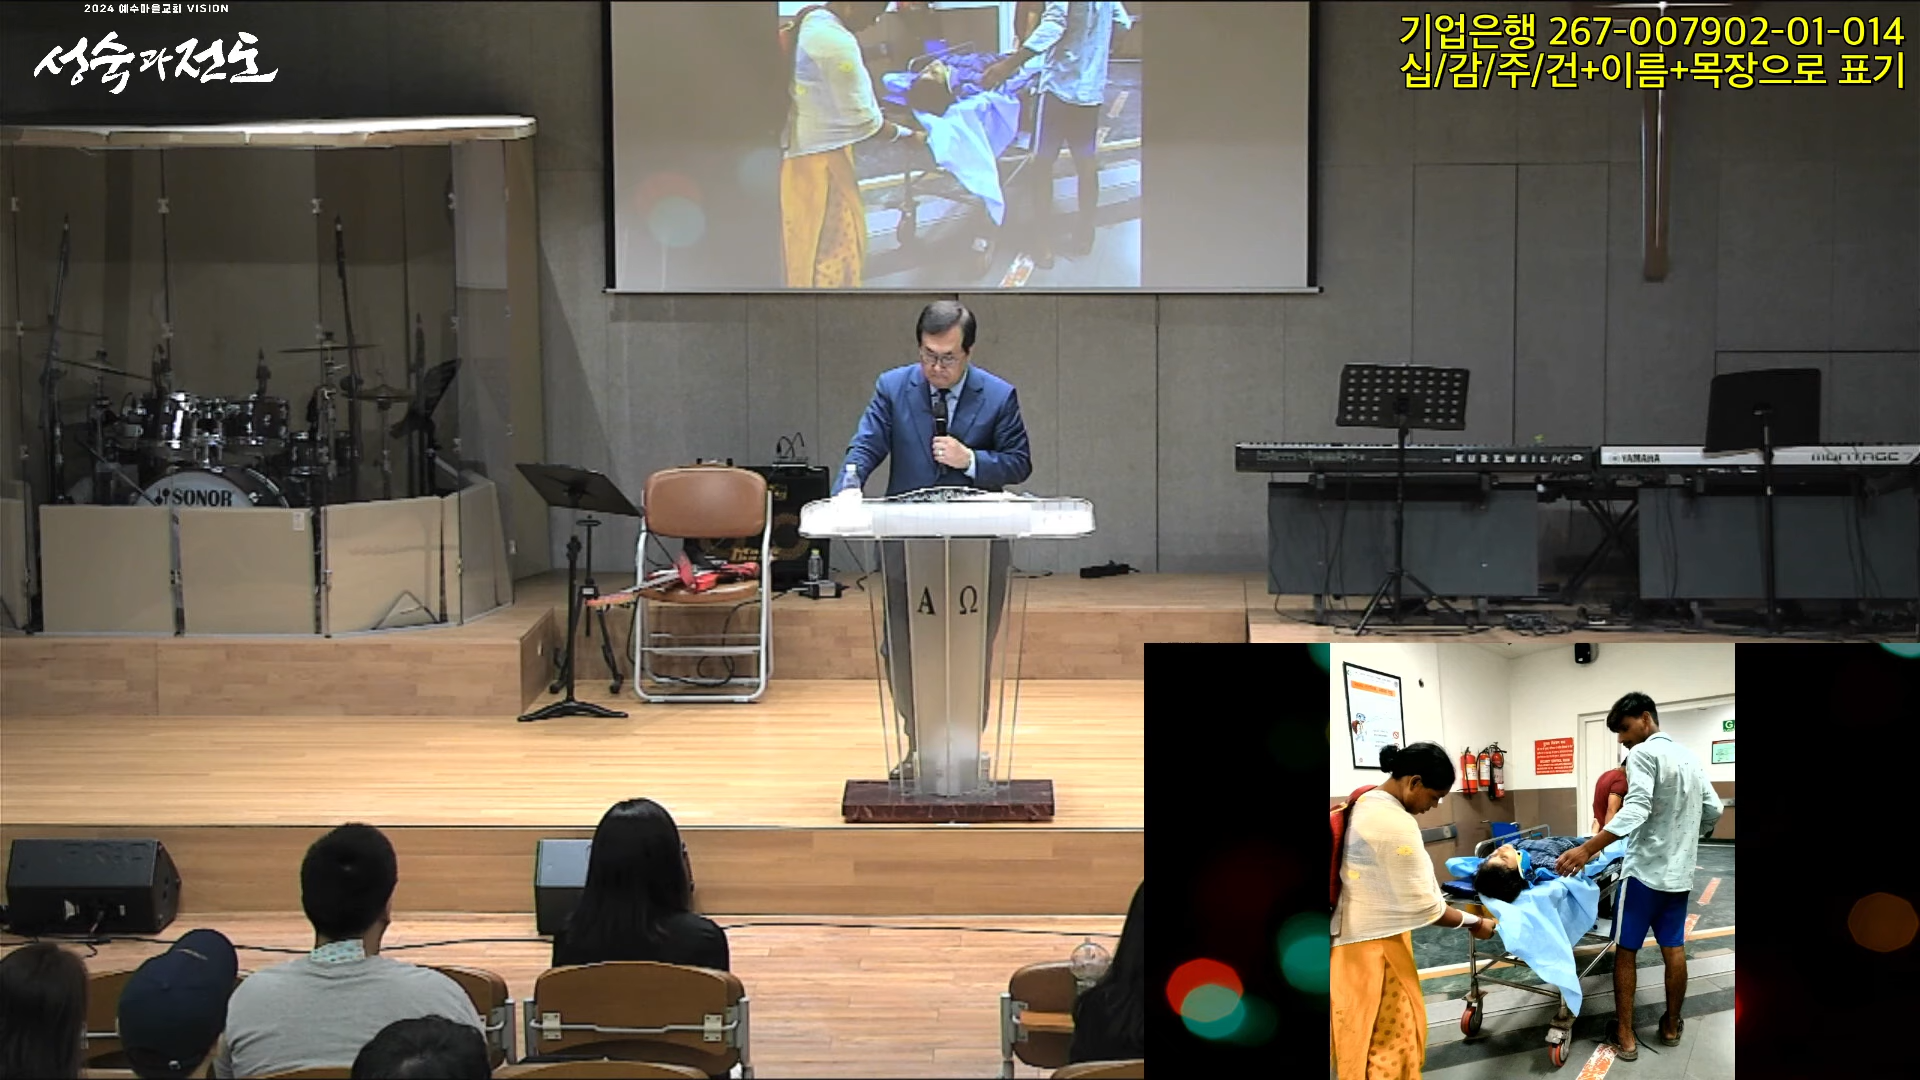 2024 예수마을교회 VISION
성숙과전도
기업은행 267-007902-01-014
십/감/주/건+이름+목장으로 표기
SONOR
KURZWEIL
YAMAHA
MONTAGE 7
Α Ω